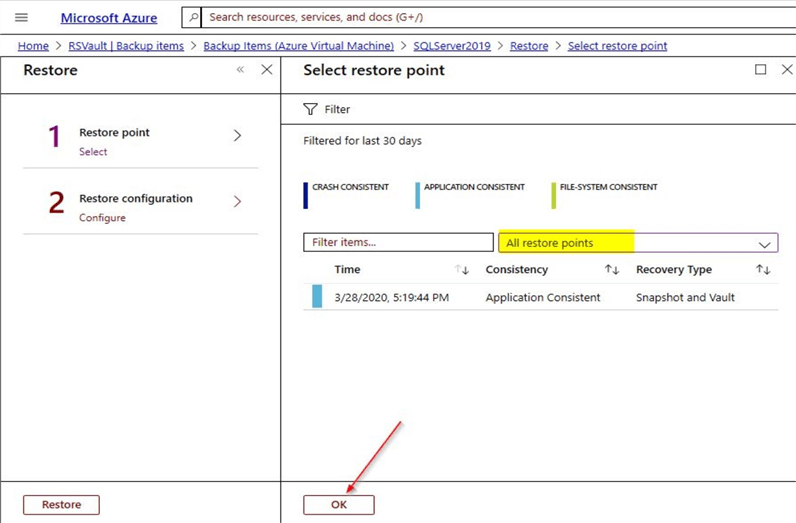 Microsoft Azure
Search resources, services, and docs (G+/)
Home > RSVault | Backup items > Backup Items (Azure Virtual Machine) > SQLServer2019 > Restore > Select restore point
Restore
1 Restore point
Select
2 Restore configuration
Configure
Restore
Select restore point
Filter
Filtered for last 30 days
CRASH CONSISTENT APPLICATION CONSISTENT FILE-SYSTEM CONSISTENT
Filter items... All restore points
Time Consistency Recovery Type
3/28/2020, 5:19:44 PM Application Consistent Snapshot and Vault
OK